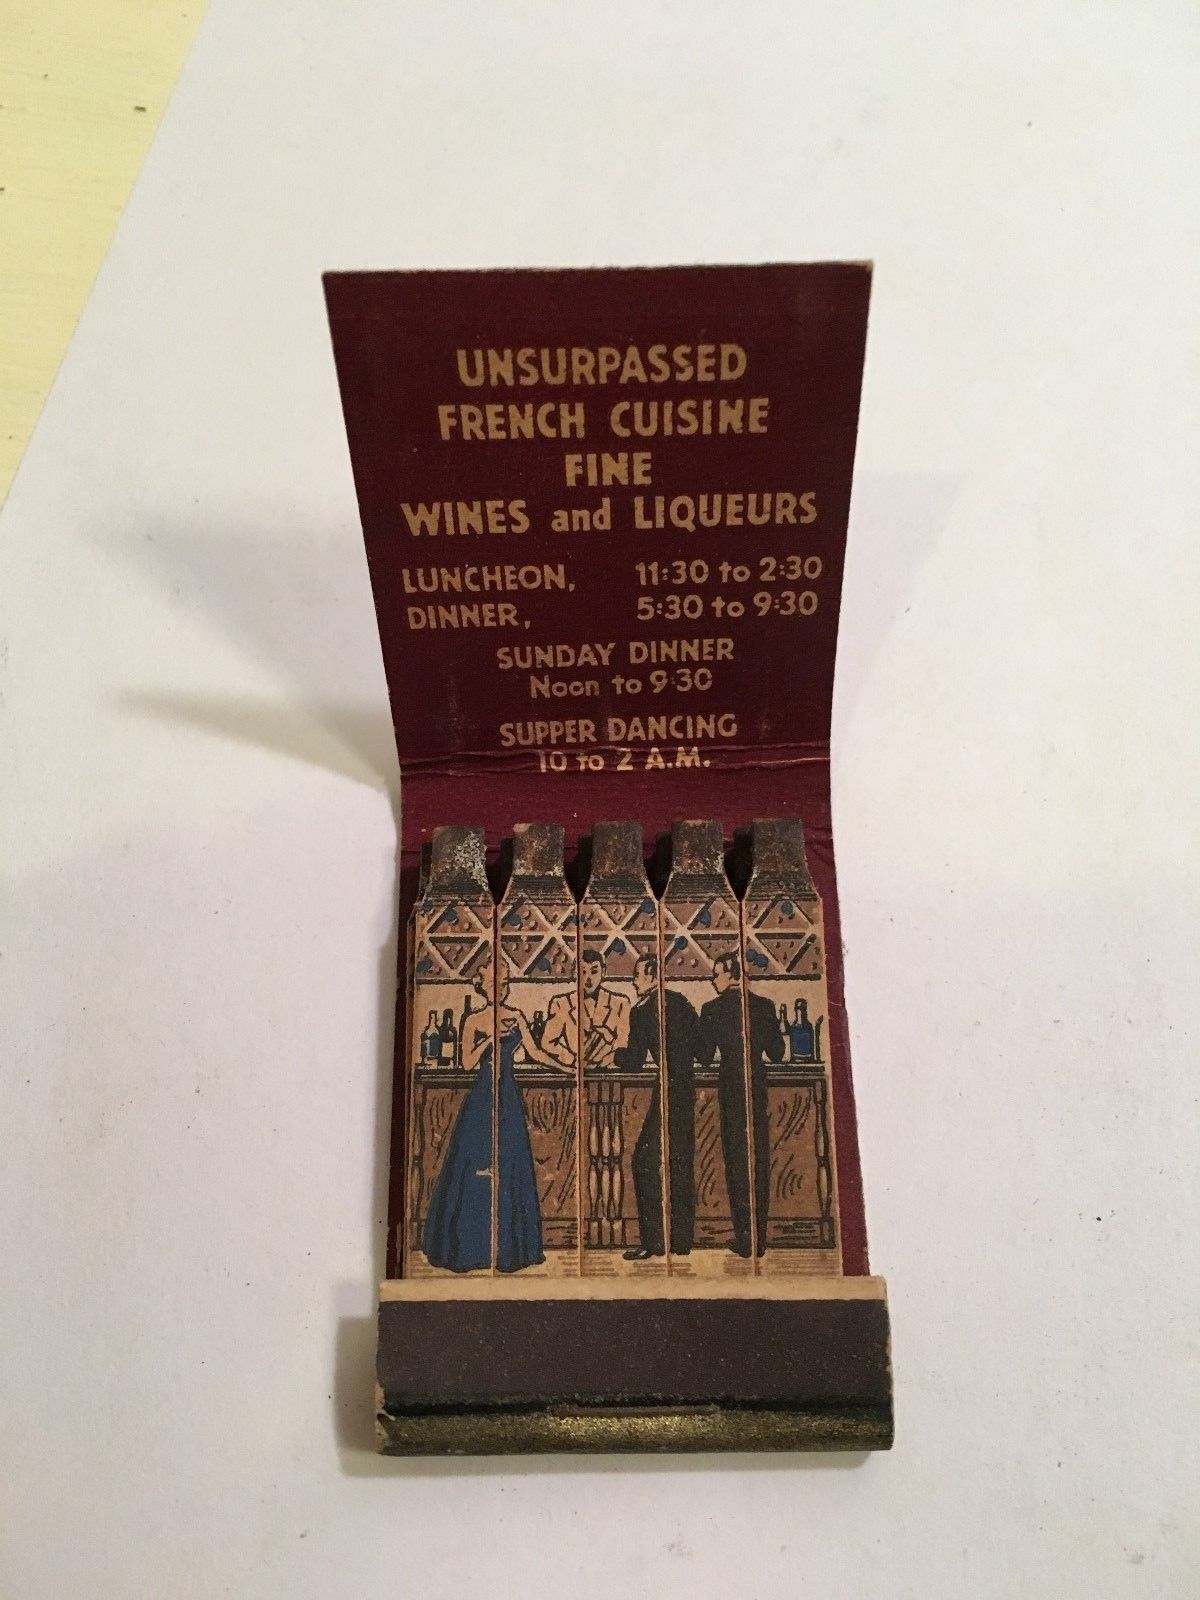 UNSURPASSED
FRENCH CUISINE
FINE
WINES and LIQUEURS
LUNCHEON, 11:30 to 2:30
DINNER, 5:30 to 9:30
SUNDAY DINNER
Noon to 9:30
SUPPER DANCING
10 to 2 A.M.